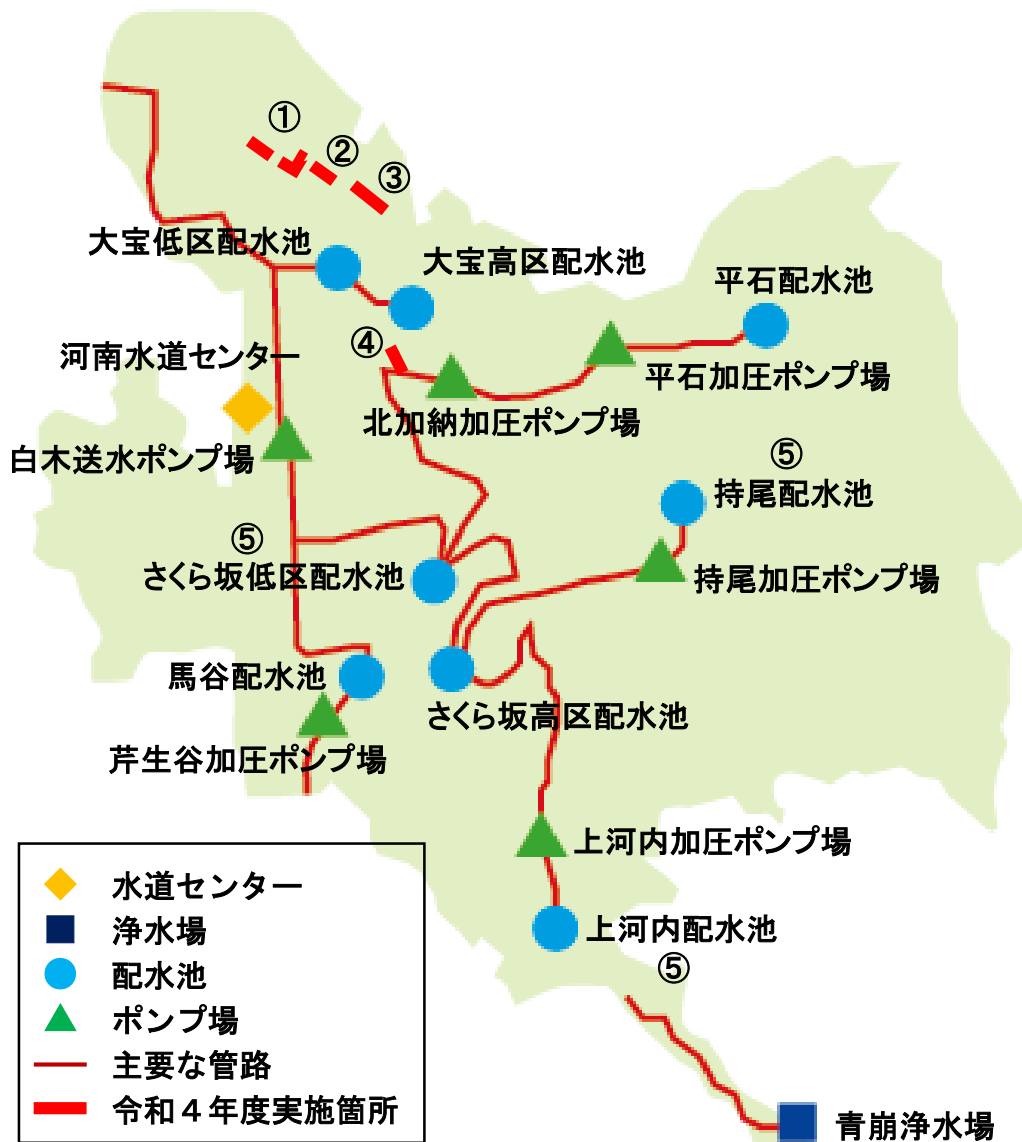 ①
②
③
大宝低区配水池
大宝高区配水池
平石配水池
河南水道センター
④
平石加圧ポンプ場
北加納加圧ポンプ場
白木送水ポンプ場
⑤
持尾配水池
⑤
さくら坂低区配水池
持尾加圧ポンプ場
馬谷配水池
さくら坂高区配水池
芹生谷加圧ポンプ場
上河内加圧ポンプ場
上河内配水池
⑤
水道センター
浄水場
配水池
ポンプ場
主要な管路
令和４年度実施箇所
青崩浄水場